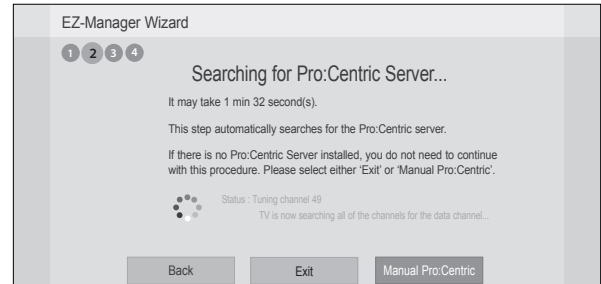 EZ-Manager Wizard
1 2 3 4
Searching for Pro:Centric Server...
It may take 1 min 32 second(s).
This step automatically searches for the Pro:Centric server.
If there is no Pro:Centric Server installed, you do not need to continue
with this procedure. Please select either ‘Exit’ or ‘Manual Pro:Centric’.
Status : Tuning channel 49
TV is now searching all of the channels for the data channel...
Back Exit Manual Pro:Centric